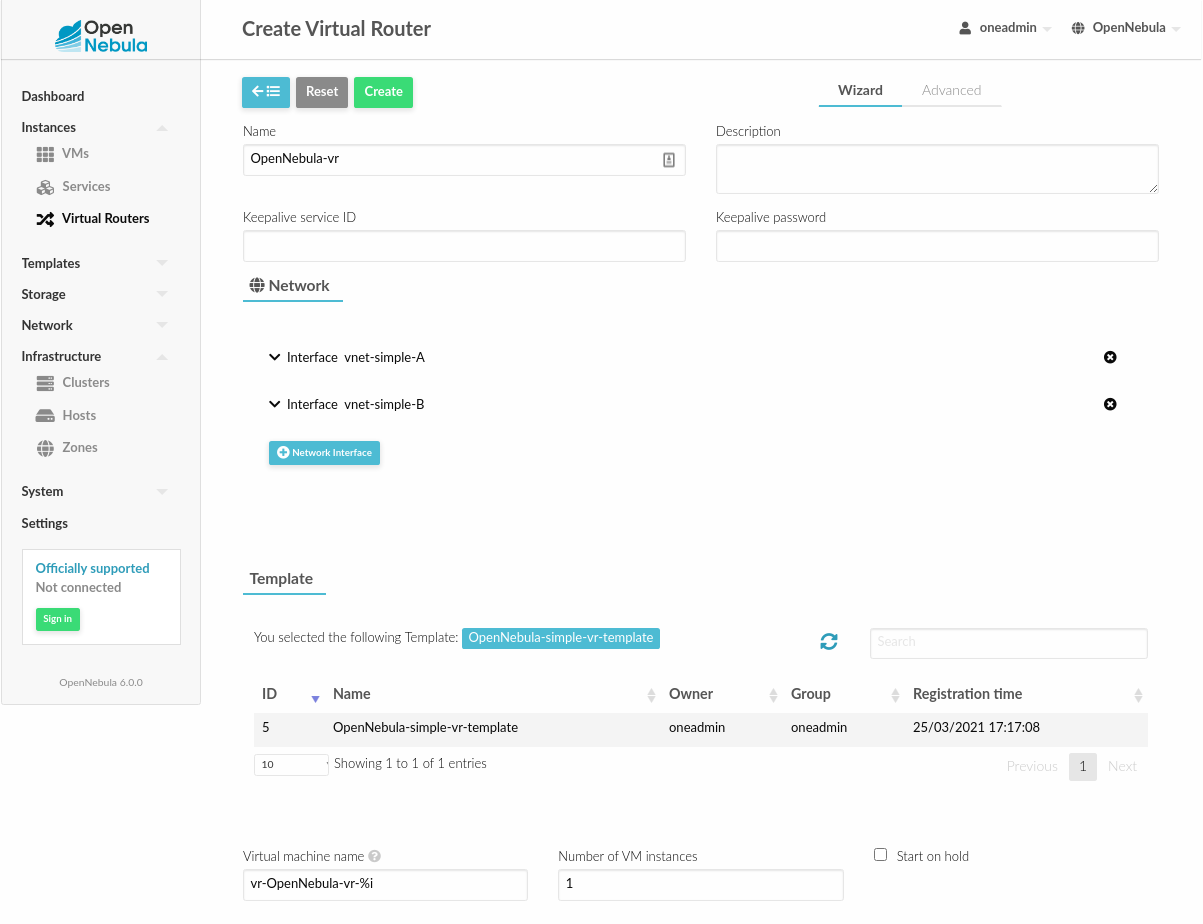 Open
Nebula
Create Virtual Router
oneadmin
OpenNebula
Dashboard
Instances
VMs
Services
Virtual Routers
Templates
Storage
Network
Infrastructure
Clusters
Hosts
Zones
System
Settings
Officially supported
Not connected
Sign in
OpenNebula 6.0.0
Reset
Create
Wizard
Advanced
Name
Description
OpenNebula-vr
Keepalive service ID
Keepalive password
Network
Interface vnet-simple-A
Interface vnet-simple-B
Network Interface
Template
You selected the following Template: OpenNebula-simple-vr-template
Search
ID Name Owner Group Registration time
5 OpenNebula-simple-vr-template oneadmin oneadmin 25/03/2021 17:17:08
10 Showing 1 to 1 of 1 entries
Previous 1 Next
Virtual machine name
Number of VM instances
Start on hold
vr-OpenNebula-vr-%i
1